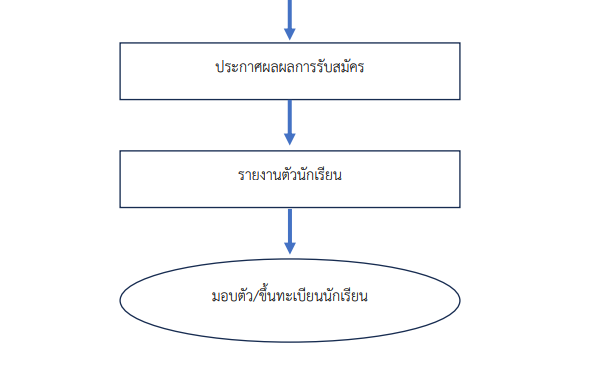 ประกาศผลผลการรับสมัคร
รายงานตัวนักเรียน
มอบตัว/ขึ้นทะเบียนนักเรียน